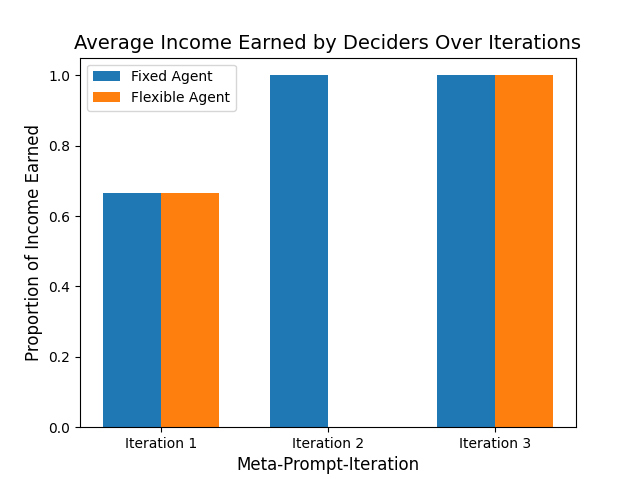 Average Income Earned by Deciders Over Iterations
Fixed Agent
Flexible Agent
Proportion of Income Earned
1.0
0.8
0.6
0.4
0.2
0.0
Iteration 1
Iteration 2
Iteration 3
Meta-Prompt-Iteration